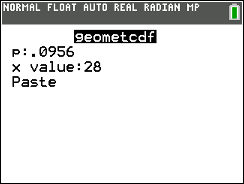 NORMAL FLOAT AUTO REAL RADIAN MP
geometcdf
p:.0956
x value:28
Paste